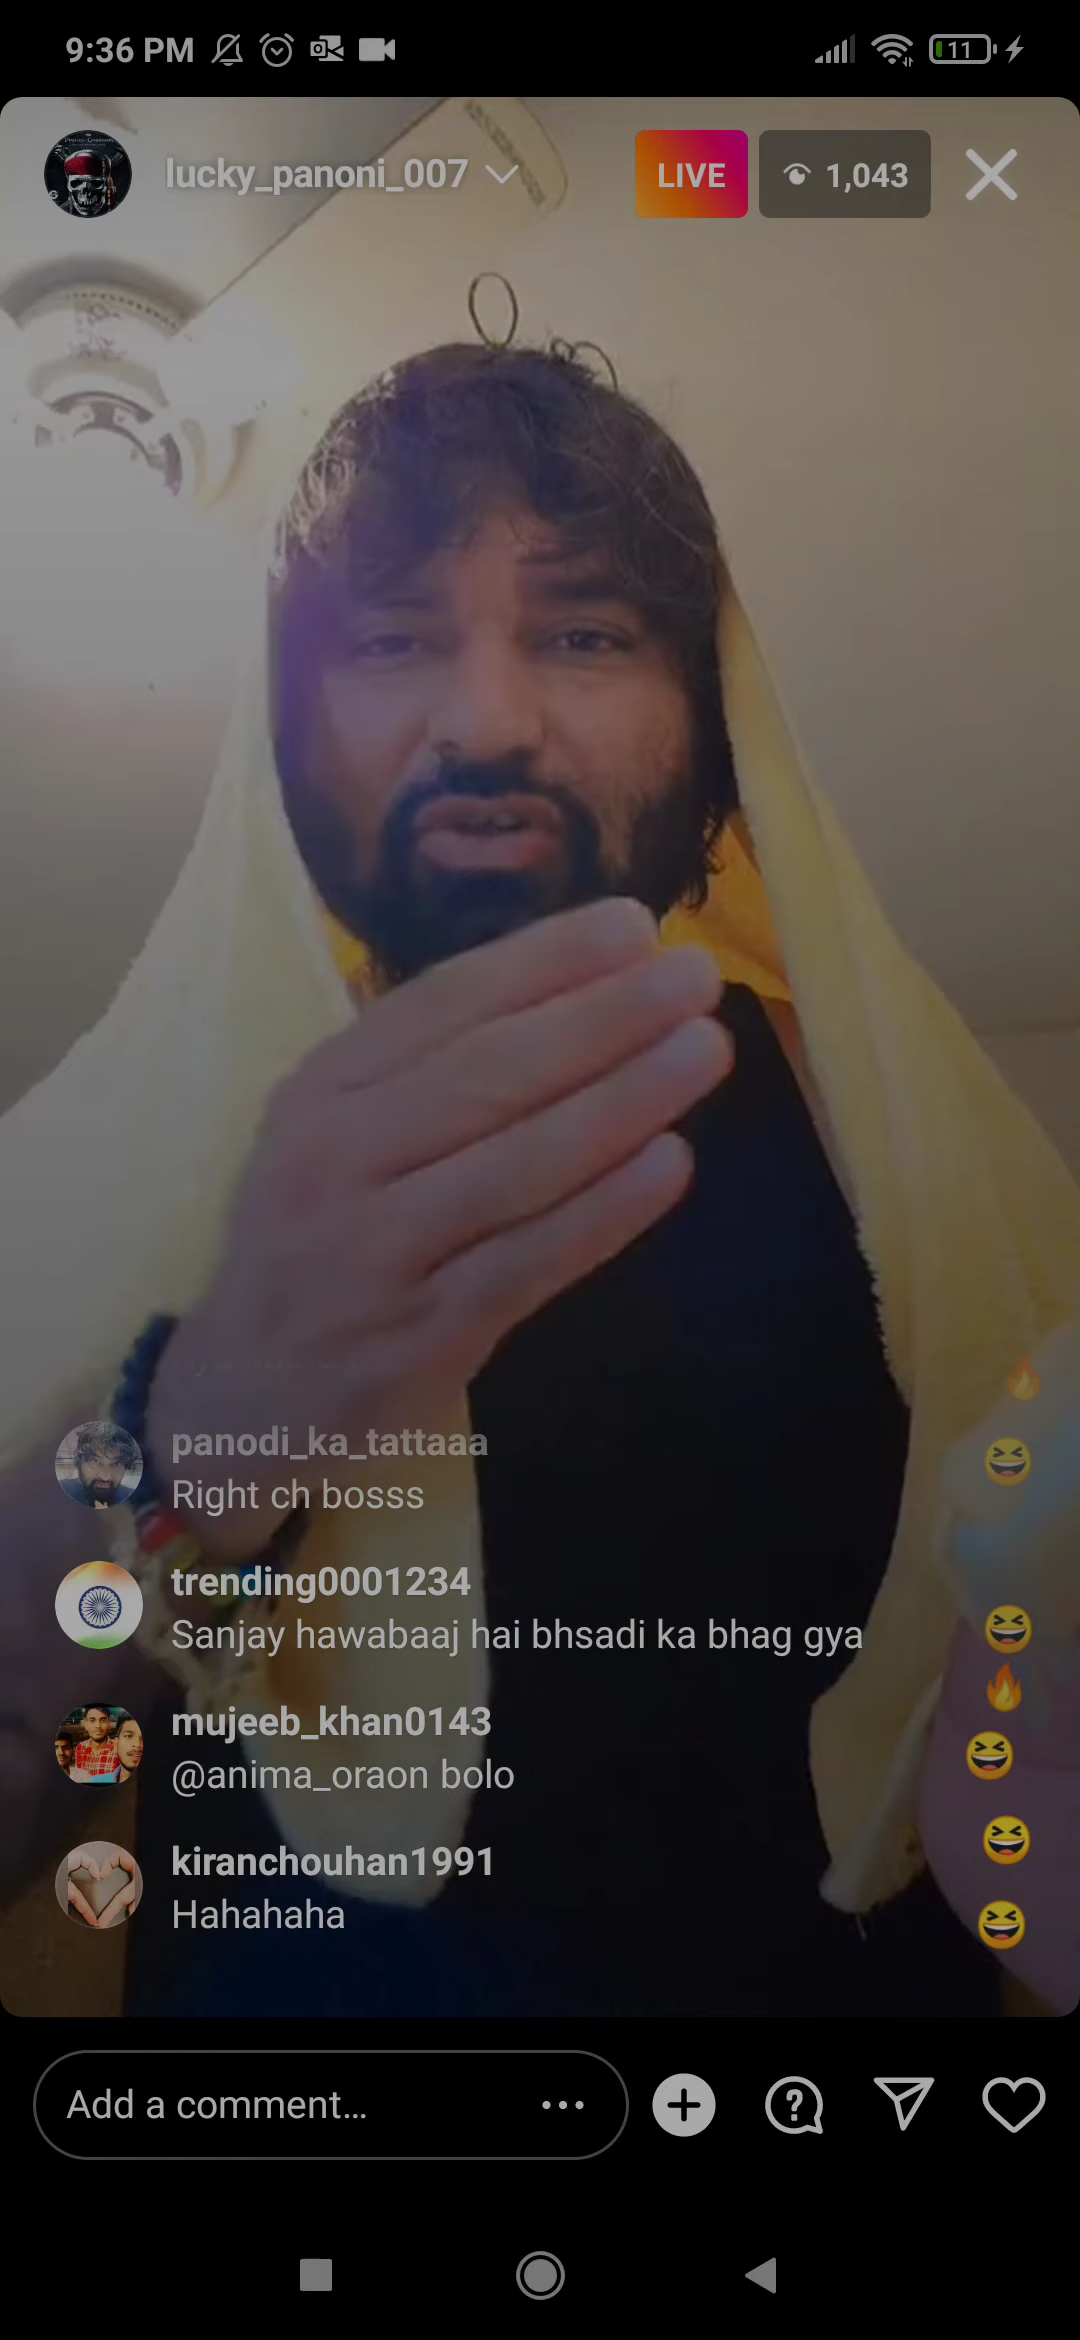 9:36 PM
11
lucky_panoni_007
LIVE
1,043
panodi_ka_tattaaa
Right ch bosss
trending0001234
Sanjay hawabaaj hai bhsadi ka bhag gya
mujeeb_khan0143
@anima_oraon bolo
kiranchouhan1991
Hahahaha
Add a comment...